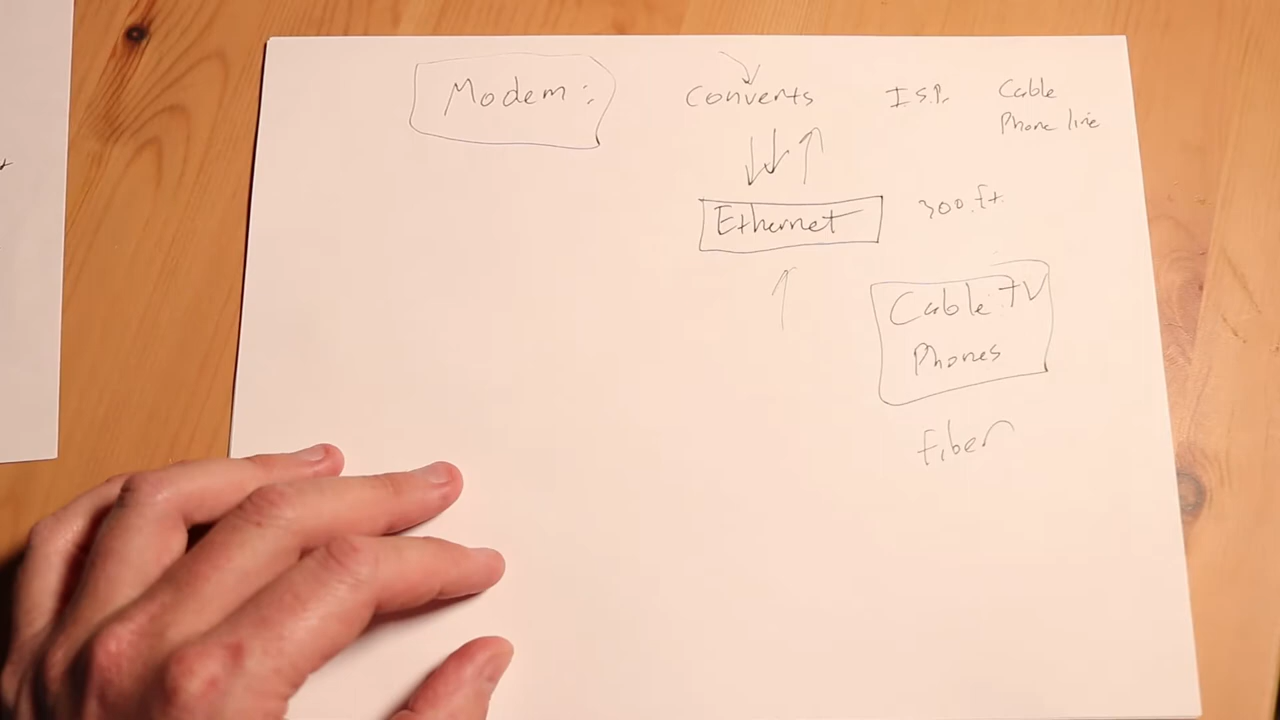 Modem: Converts I.S.P. Cable
Phone line
Ethernet 300.ft.
Cable TV
Phones
fiber